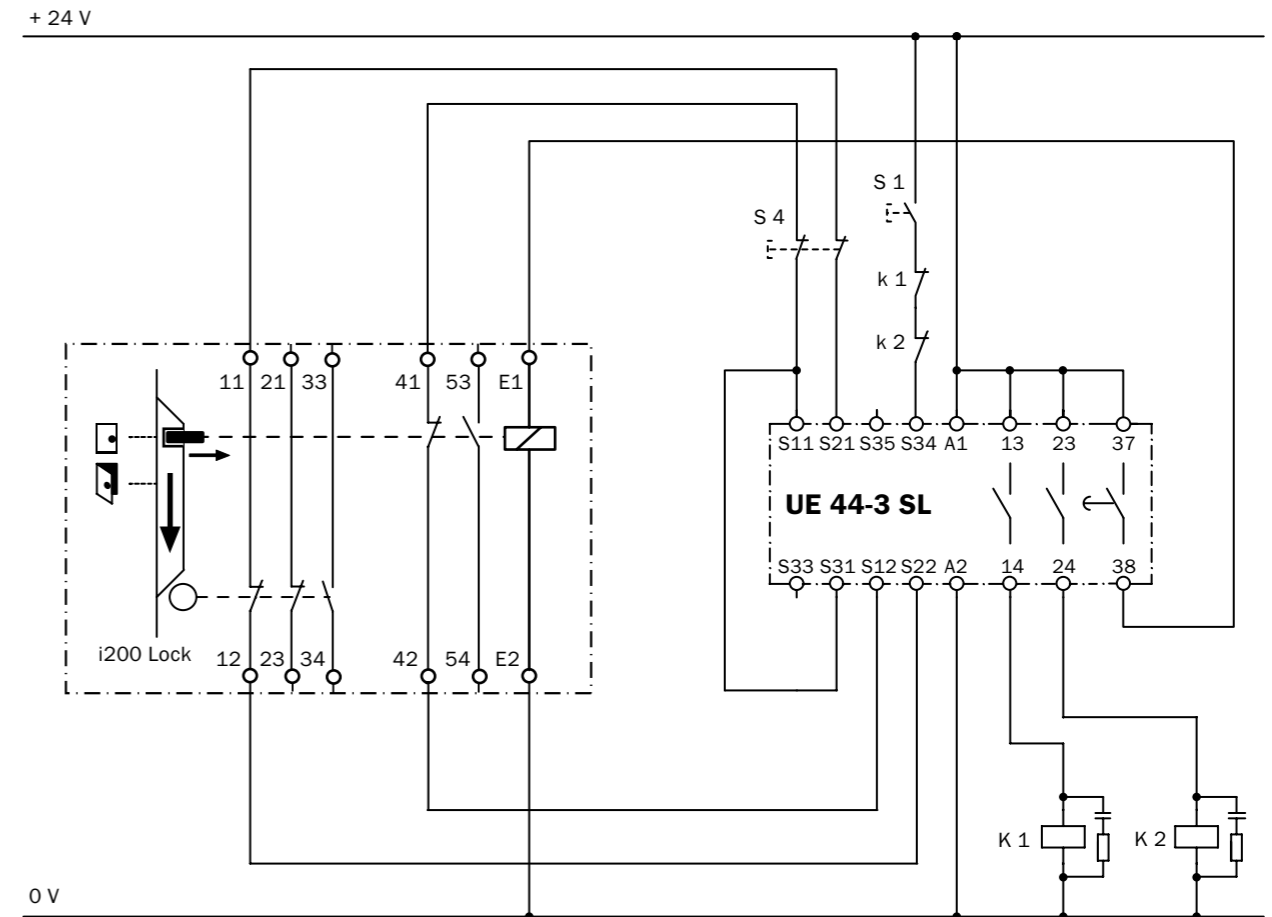 + 24 V
S 1
S 4
k 1
k 2
11 21 33 41 53 E1
S11 S21 S35 S34 A1 13 23 37
UE 44-3 SL
S33 S31 S12 S22 A2 14 24 38
i200 Lock
12 23 34 42 54 E2
K 1 K 2
0 V